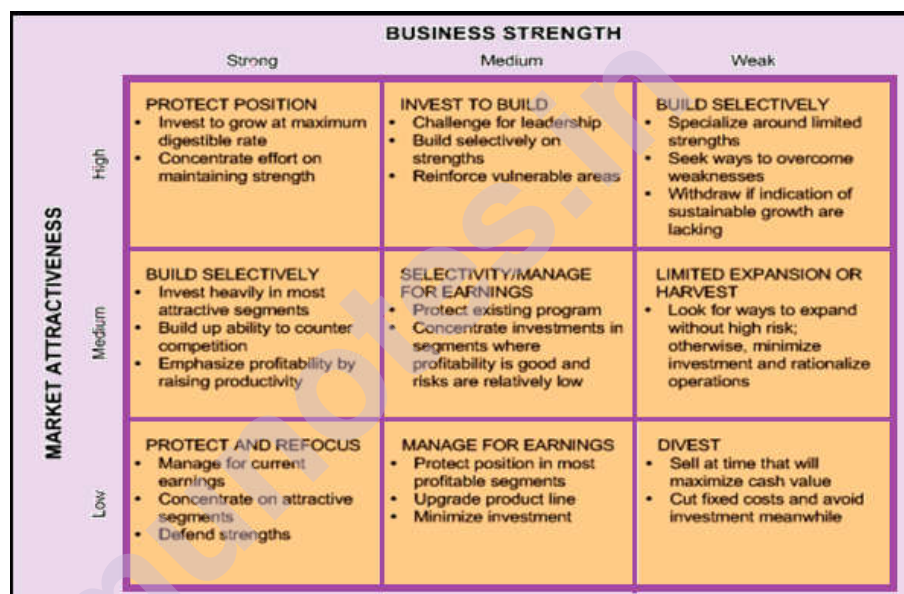 BUSINESS STRENGTH
Strong
Medium
Weak
MARKET ATTRACTIVENESS
High
PROTECT POSITION
• Invest to grow at maximum
digestible rate
• Concentrate effort on
maintaining strength
INVEST TO BUILD
• Challenge for leadership
• Build selectively on
strengths
• Reinforce vulnerable areas
BUILD SELECTIVELY
• Specialize around limited
strengths
• Seek ways to overcome
weaknesses
• Withdraw if indication of
sustainable growth are
lacking
Medium
BUILD SELECTIVELY
• Invest heavily in most
attractive segments
• Build up ability to counter
competition
• Emphasize profitability by
raising productivity
SELECTIVITY/MANAGE
FOR EARNINGS
• Protect existing program
• Concentrate investments in
segments where
profitability is good and
risks are relatively low
LIMITED EXPANSION OR
HARVEST
• Look for ways to expand
without high risk;
otherwise, minimize
investment and rationalize
operations
Low
PROTECT AND REFOCUS
• Manage for current
earnings
• Concentrate on attractive
segments
• Defend strengths
MANAGE FOR EARNINGS
• Protect position in most
profitable segments
• Upgrade product line
• Minimize investment
DIVEST
• Sell at time that will
maximize cash value
• Cut fixed costs and avoid
investment meanwhile
munotes.in